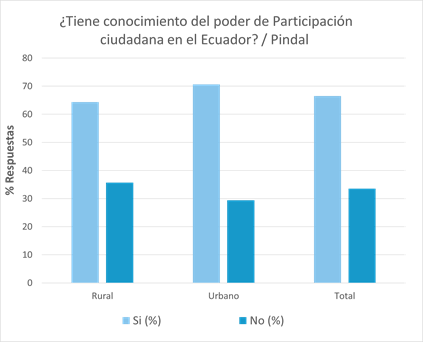 ¿Tiene conocimiento del poder de Participación
ciudadana en el Ecuador? / Pindal
% Respuestas
80
70
60
50
40
30
20
10
0
Rural
Urbano
Total
Si (%)
No (%)